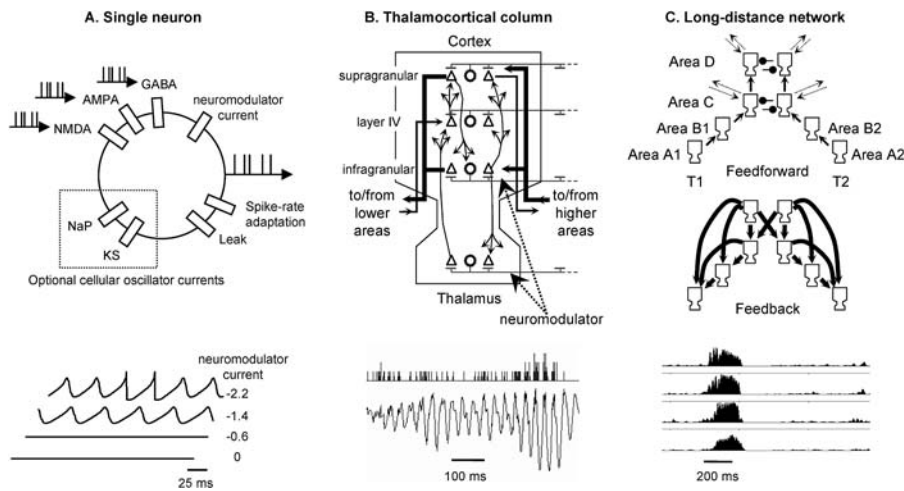 A. Single neuron
GABA
AMPA
NMDA
neuromodulator
current
Spike-rate
adaptation
Leak
NaP
KS
Optional cellular oscillator currents
neuromodulator
current
-2.2
-1.4
-0.6
0
25 ms
B. Thalamocortical column
Cortex
supragranular
layer IV
infragranular
to/from
lower
areas
to/from
higher
areas
Thalamus
neuromodulator
100 ms
C. Long-distance network
Area D
Area C
Area B1
Area B2
Area A1
Area A2
T1
Feedforward
T2
Feedback
200 ms